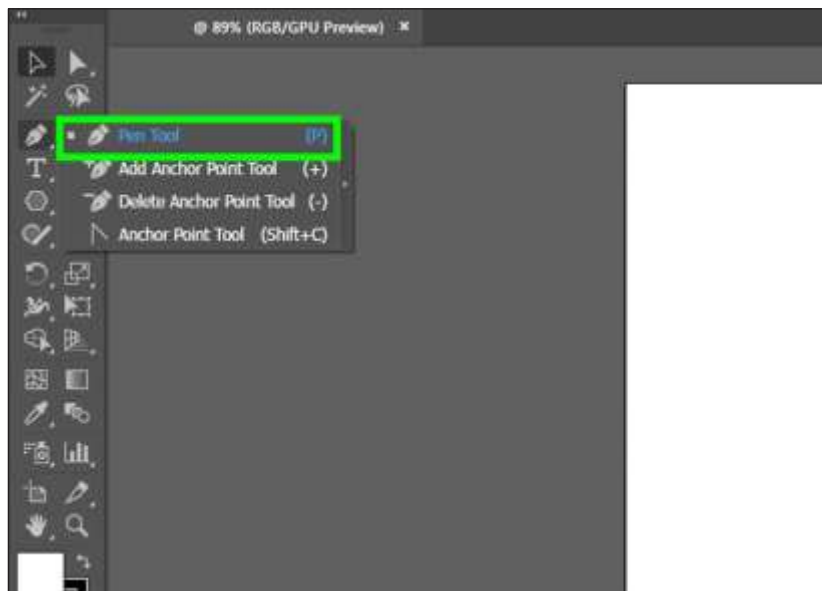 @ 89% (RGB/GPU Preview) ×
Pen Tool (P)
Add Anchor Point Tool (+)
Delete Anchor Point Tool (-)
Anchor Point Tool (Shift+C)